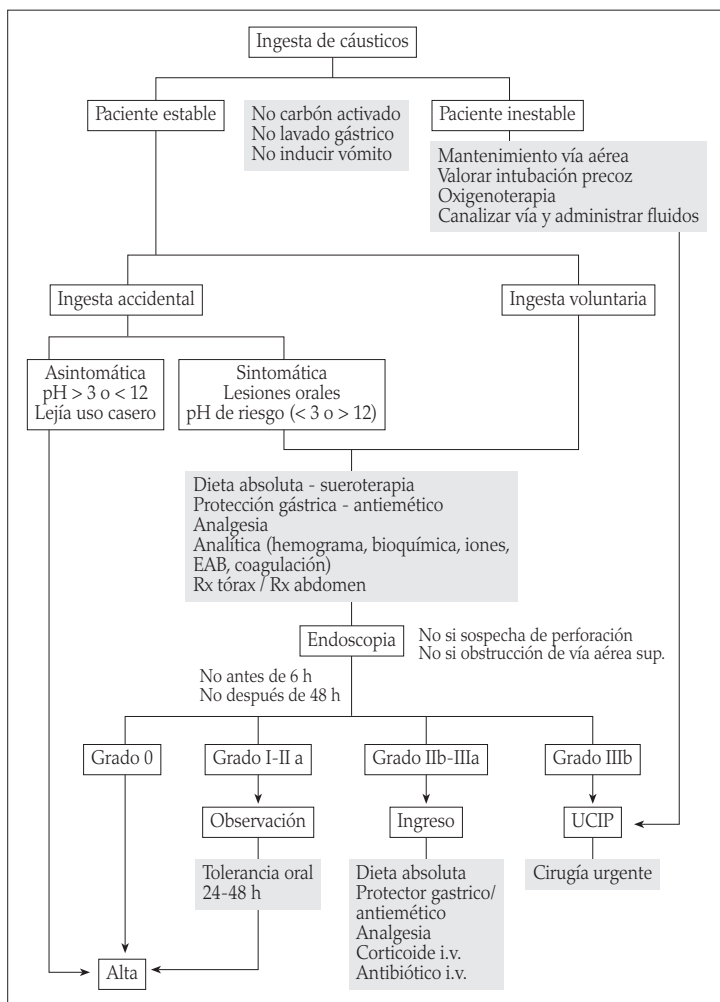 Ingesta de cáusticos
Paciente estable
No carbón activado
No lavado gástrico
No inducir vómito
Paciente inestable
Mantenimiento vía aérea
Valorar intubación precoz
Oxigenoterapia
Canalizar vía y administrar fluidos
Ingesta accidental
Ingesta voluntaria
Asintomática
pH > 3 o < 12
Lejía uso casero
Sintomática
Lesiones orales
pH de riesgo (< 3 o > 12)
Dieta absoluta - sueroterapia
Protección gástrica - antiemético
Analgesia
Analítica (hemograma, bioquímica, iones,
EAB, coagulación)
Rx tórax / Rx abdomen
Endoscopia
No si sospecha de perforación
No si obstrucción de vía aérea sup.
No antes de 6 h
No después de 48 h
Grado 0
Grado I-II a
Grado IIb-IIIa
Grado IIIb
Observación
Ingreso
UCIP
Tolerancia oral
24-48 h
Dieta absoluta
Protector gastrico/
antiemético
Analgesia
Corticoide i.v.
Antibiótico i.v.
Cirugía urgente
Alta